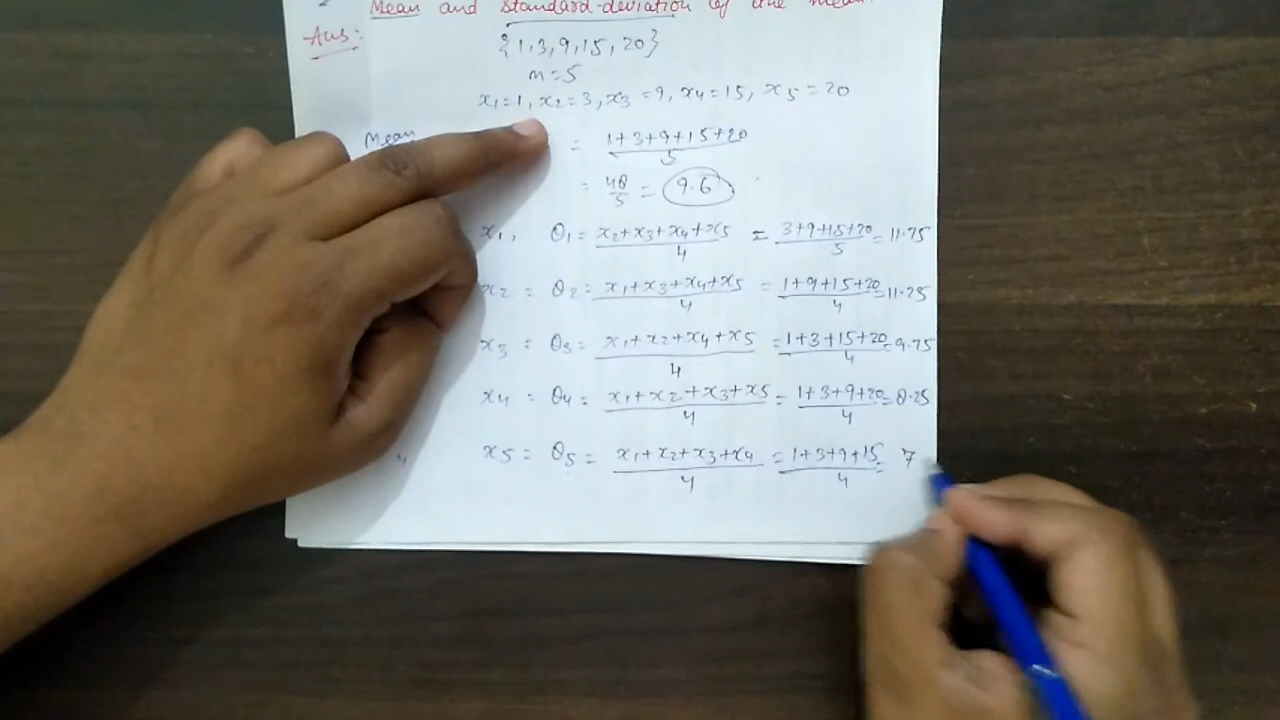 Mean and Standard-deviation of the mean.
Ans:
{1,3,9,15,20}
n=5
x1=1, x2=3, x3=9, x4=15, x5=20
Mean = 1+3+9+15+20/5
= 48/5 = 9.6
x1, θ1 = x2+x3+x4+x5/4 = 3+9+15+20/5 = 11.75
x2 = θ2 = x1+x3+x4+x5/4 = 1+9+15+20/4 = 11.25
x3 = θ3 = x1+x2+x4+x5/4 = 1+3+15+20/4 = 9.75
x4 = θ4 = x1+x2+x3+x5/4 = 1+3+9+20/4 = 8.25
x5 = θ5 = x1+x2+x3+x4/4 = 1+3+9+15/4 = 7